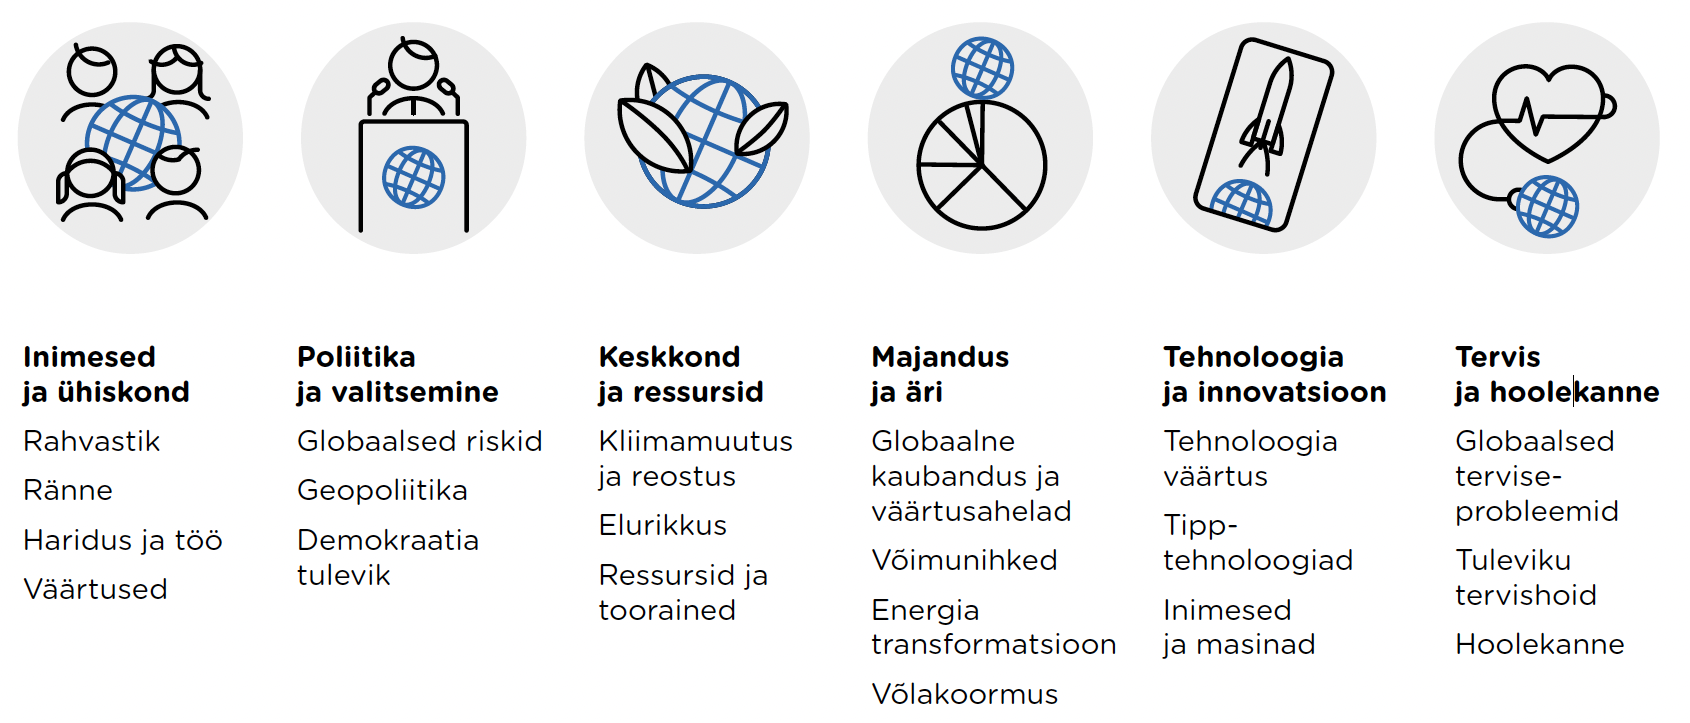 Inimesed
ja ühiskond
Rahvastik
Ränne
Haridus ja töö
Väärtused
Poliitika
ja valitsemine
Globaalsed riskid
Geopoliitika
Demokraatia
tulevik
Keskkond
ja ressursid
Kliimamuutus
ja reostus
Elurikkus
Ressursid ja
toorained
Majandus
ja äri
Globaalne
kaubandus ja
väärtusahelad
Võimunihked
Energia
transformatsioon
Võlakoormus
Tehnoloogia
ja innovatsioon
Tehnoloogia
väärtus
Tipp-
tehnoloogiad
Inimesed
ja masinad
Tervis
ja hoolekanne
Globaalsed
tervise-
probleemid
Tuleviku
tervishoid
Hoolekanne